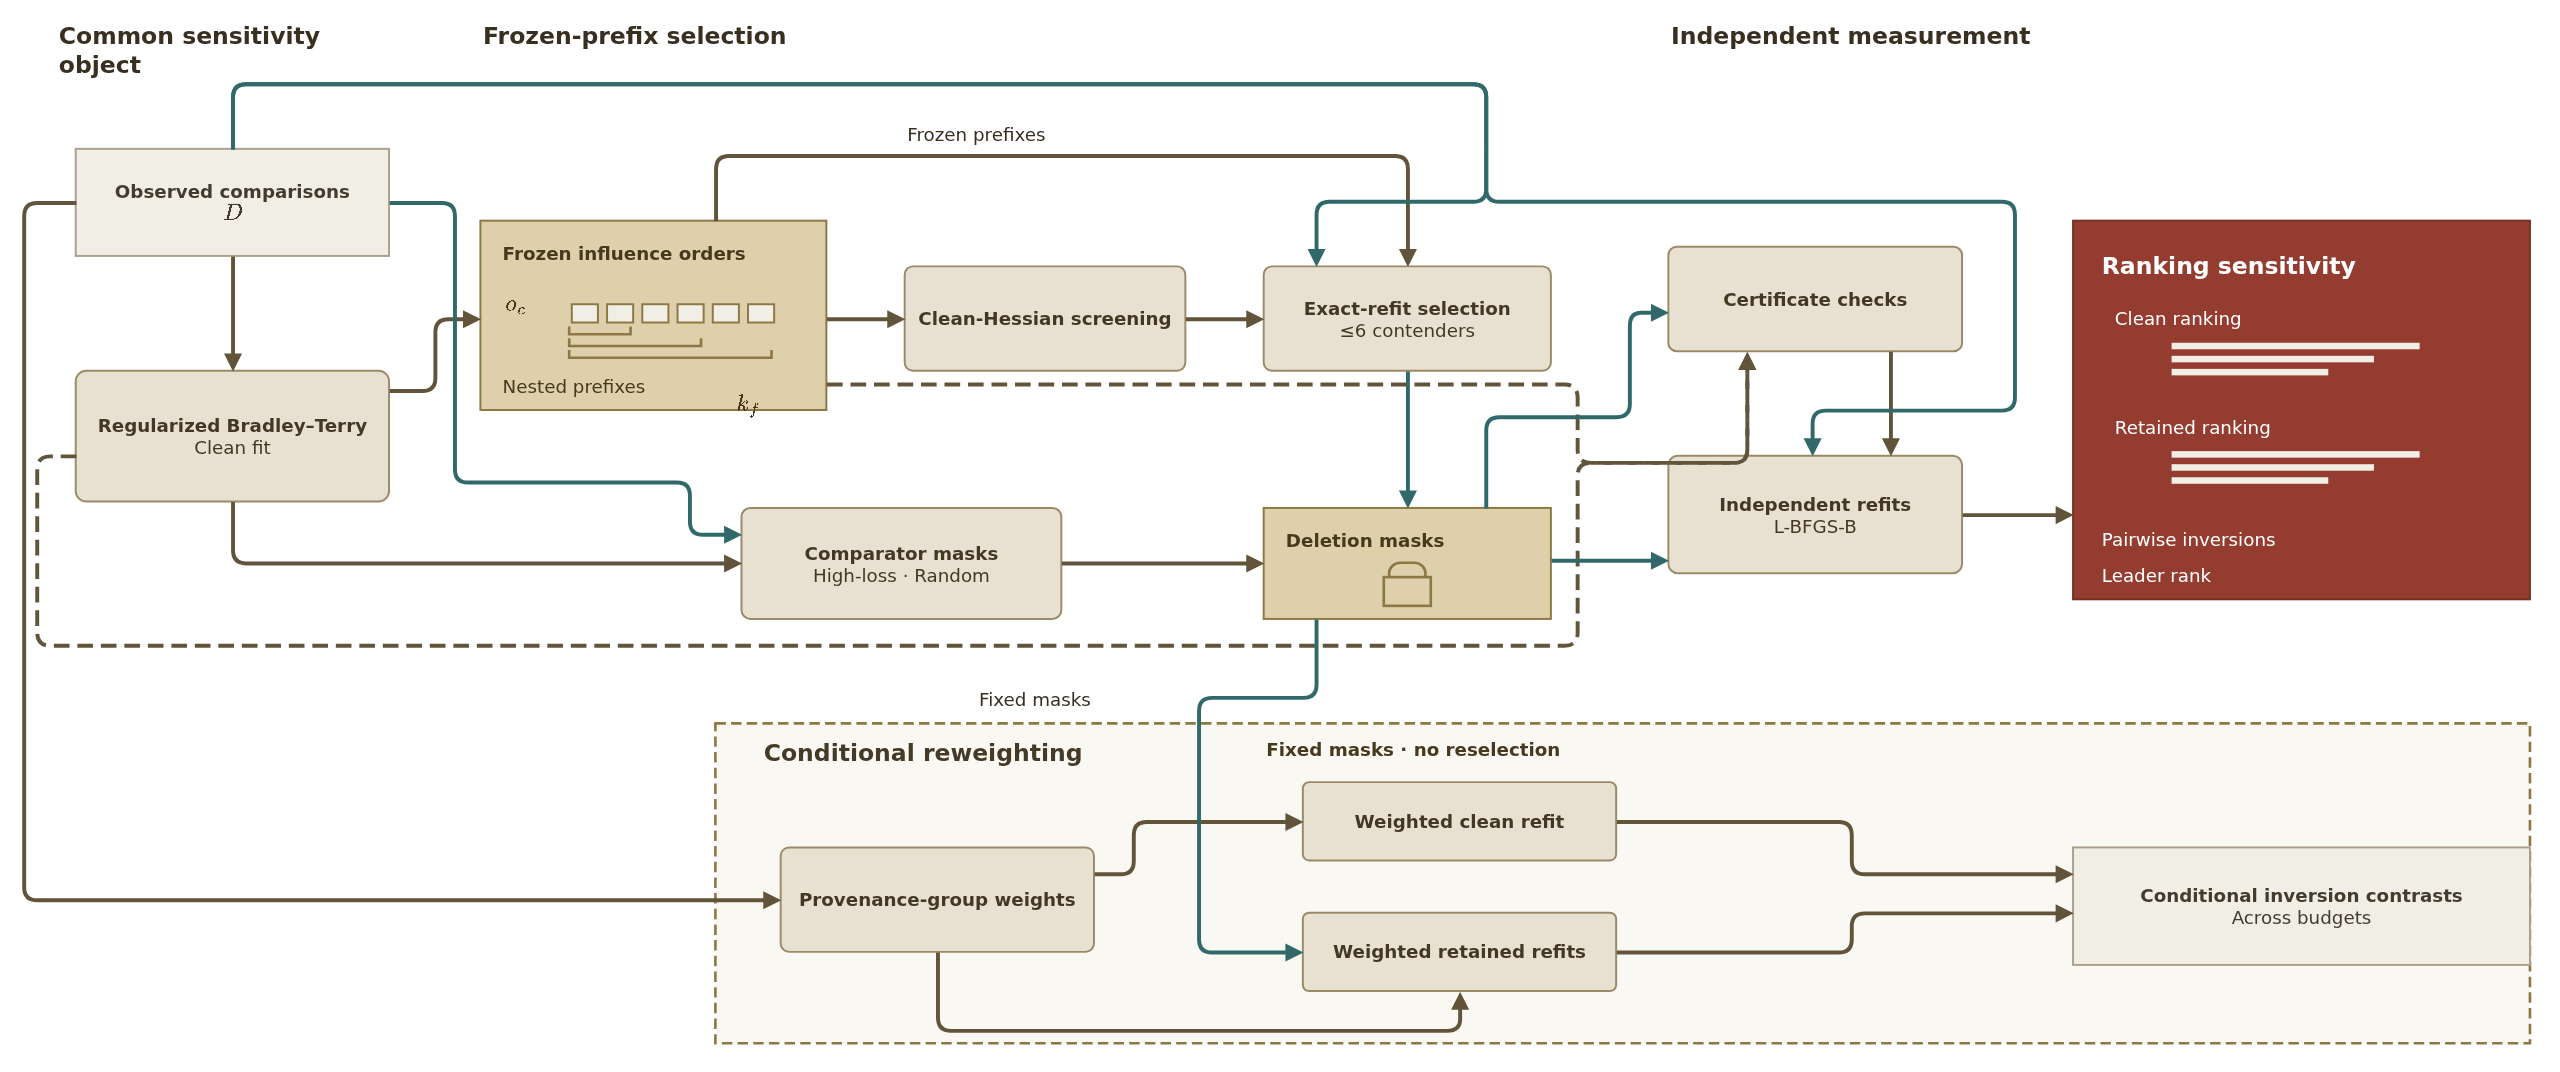 Common sensitivity
object
Frozen-prefix selection
Independent measurement
Frozen prefixes
Observed comparisons
D
Frozen influence orders
o_c
Nested prefixes
k_f
Clean-Hessian screening
Exact-refit selection
≤6 contenders
Certificate checks
Ranking sensitivity
Clean ranking
Retained ranking
Pairwise inversions
Leader rank
Regularized Bradley–Terry
Clean fit
Comparator masks
High-loss · Random
Deletion masks
Independent refits
L-BFGS-B
Fixed masks
Conditional reweighting
Fixed masks · no reselection
Weighted clean refit
Provenance-group weights
Weighted retained refits
Conditional inversion contrasts
Across budgets